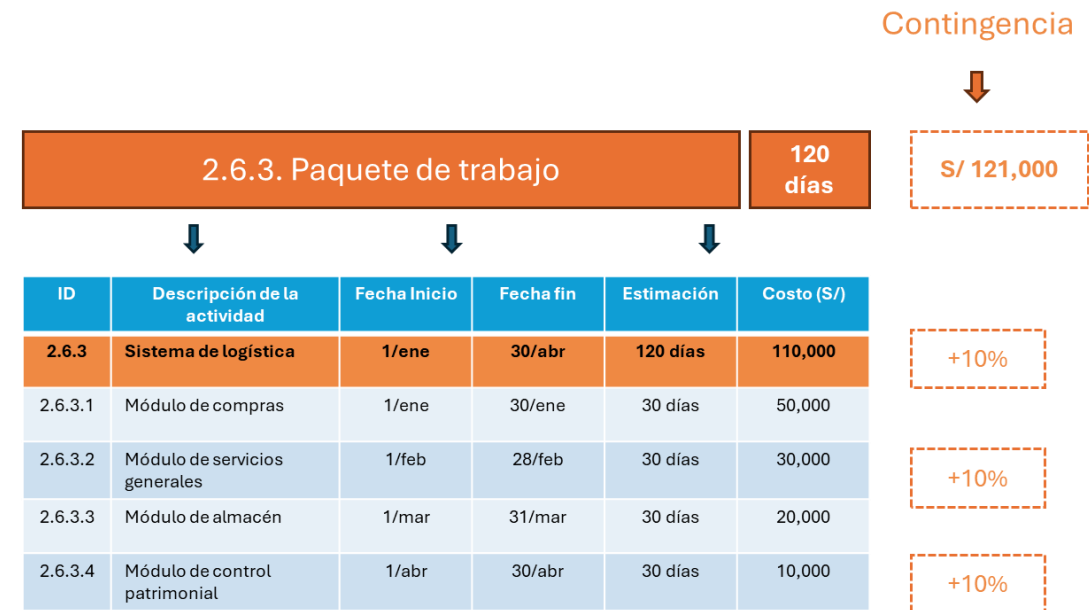 Contingencia
2.6.3. Paquete de trabajo
120
días
S/ 121,000
ID
Descripción de la
actividad
Fecha Inicio
Fecha fin
Estimación
Costo (S/)
2.6.3
Sistema de logística
1/ene
30/abr
120 días
110,000
+10%
2.6.3.1
Módulo de compras
1/ene
30/ene
30 días
50,000
2.6.3.2
Módulo de servicios
generales
1/feb
28/feb
30 días
30,000
+10%
2.6.3.3
Módulo de almacén
1/mar
31/mar
30 días
20,000
2.6.3.4
Módulo de control
patrimonial
1/abr
30/abr
30 días
10,000
+10%